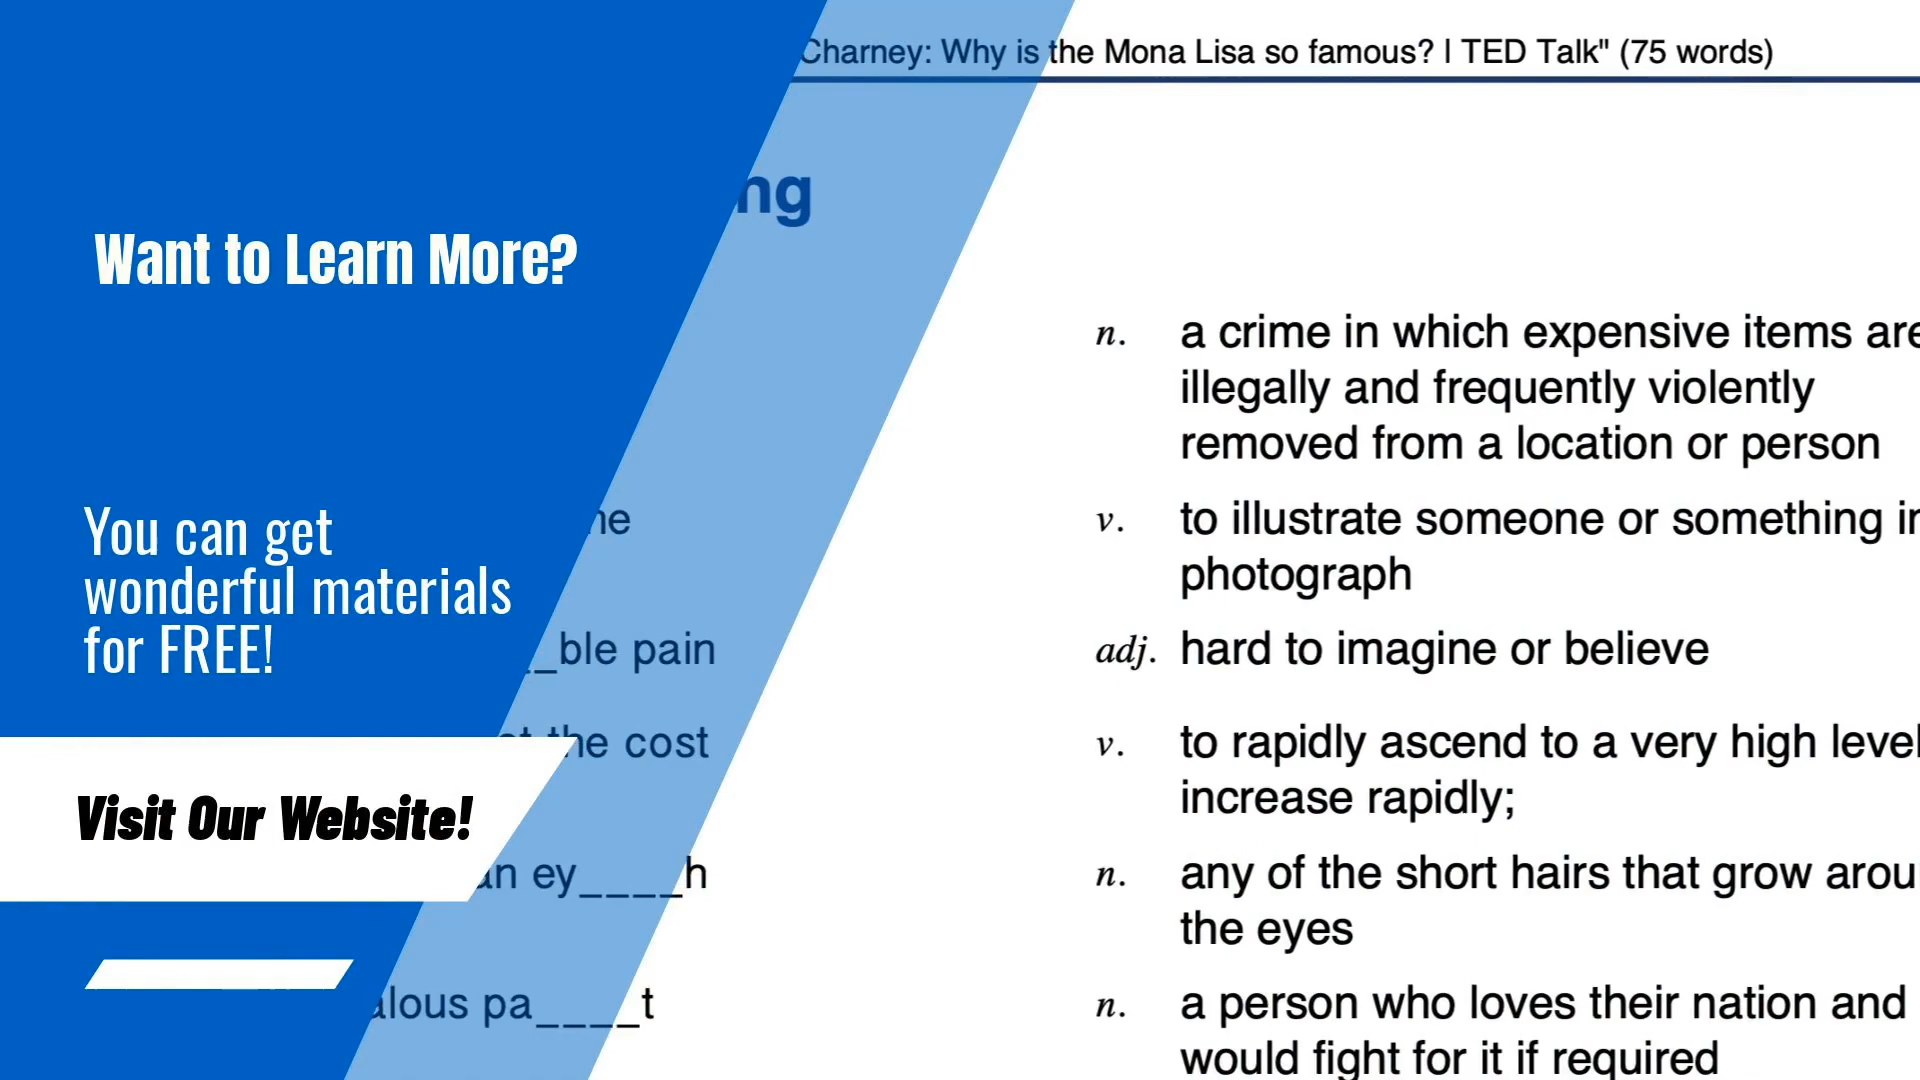 Charney: Why is the Mona Lisa so famous? | TED Talk" (75 words)
ng
Want to Learn More?
You can get
wonderful materials
for FREE!
Visit Our Website!
n. a crime in which expensive items are
illegally and frequently violently
removed from a location or person
v. to illustrate someone or something in
photograph
_ble pain
adj. hard to imagine or believe
the cost
v. to rapidly ascend to a very high level
increase rapidly;
an ey____h
n. any of the short hairs that grow arou
the eyes
alous pa____t
n. a person who loves their nation and
would fight for it if required